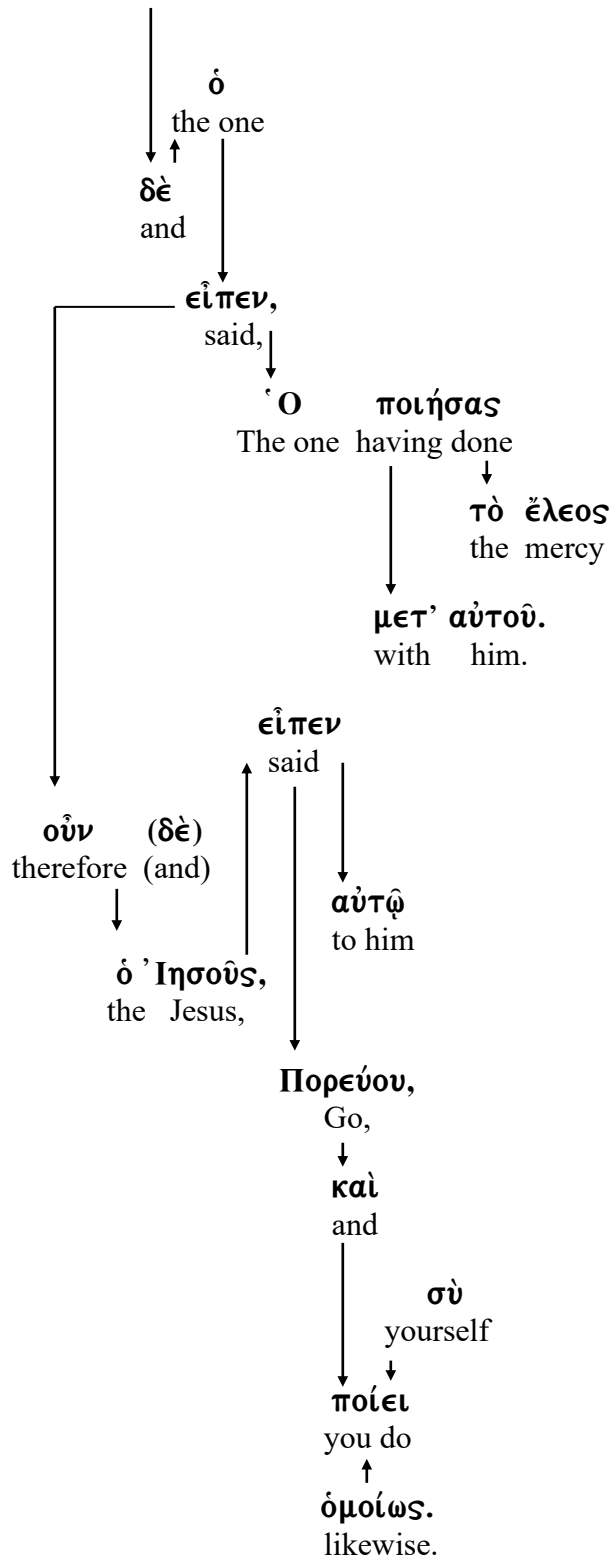 ὁ
the one
δὲ
and
εἶπεν,
said,
Ὁ ποιήσας
The one having done
τὸ ἔλεος
the mercy
μετ’ αὐτοῦ.
with him.
εἶπεν
said
οὖν (δὲ)
therefore (and)
αὐτῷ
to him
ὁ Ἰησοῦς,
the Jesus,
Πορεύου,
Go,
καὶ
and
σὺ
yourself
ποίει
you do
ὁμοίως.
likewise.